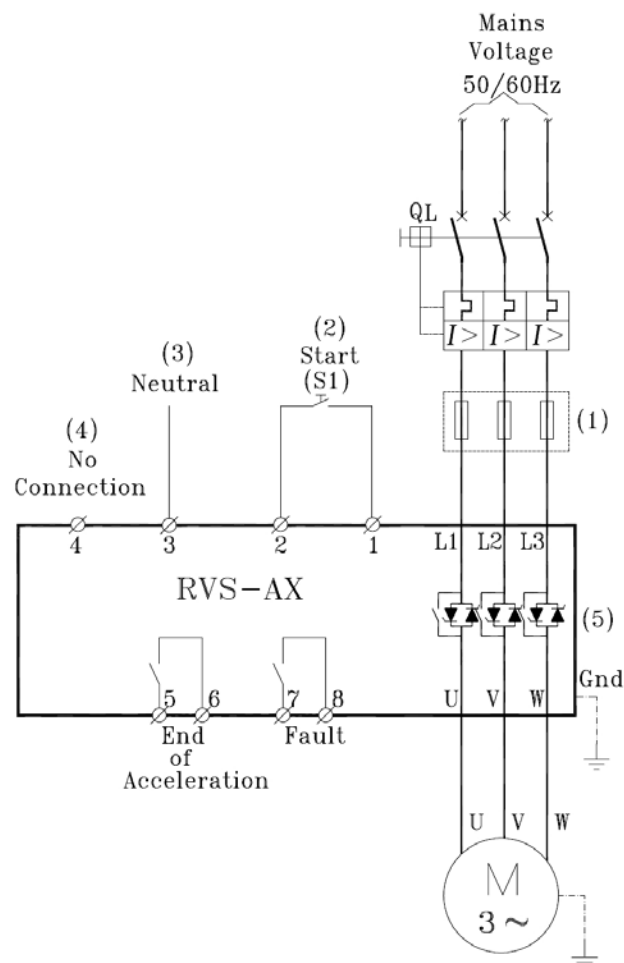 Mains
Voltage
50/60Hz
QL
I> I> I>
(1)
(2)
Start
(S1)
(3)
Neutral
(4)
No
Connection
4 3 2 1 L1 L2 L3
RVS-AX
(5)
Gnd
5 6 7 8 U V W
End
of
Acceleration
Fault
U V W
M
3~